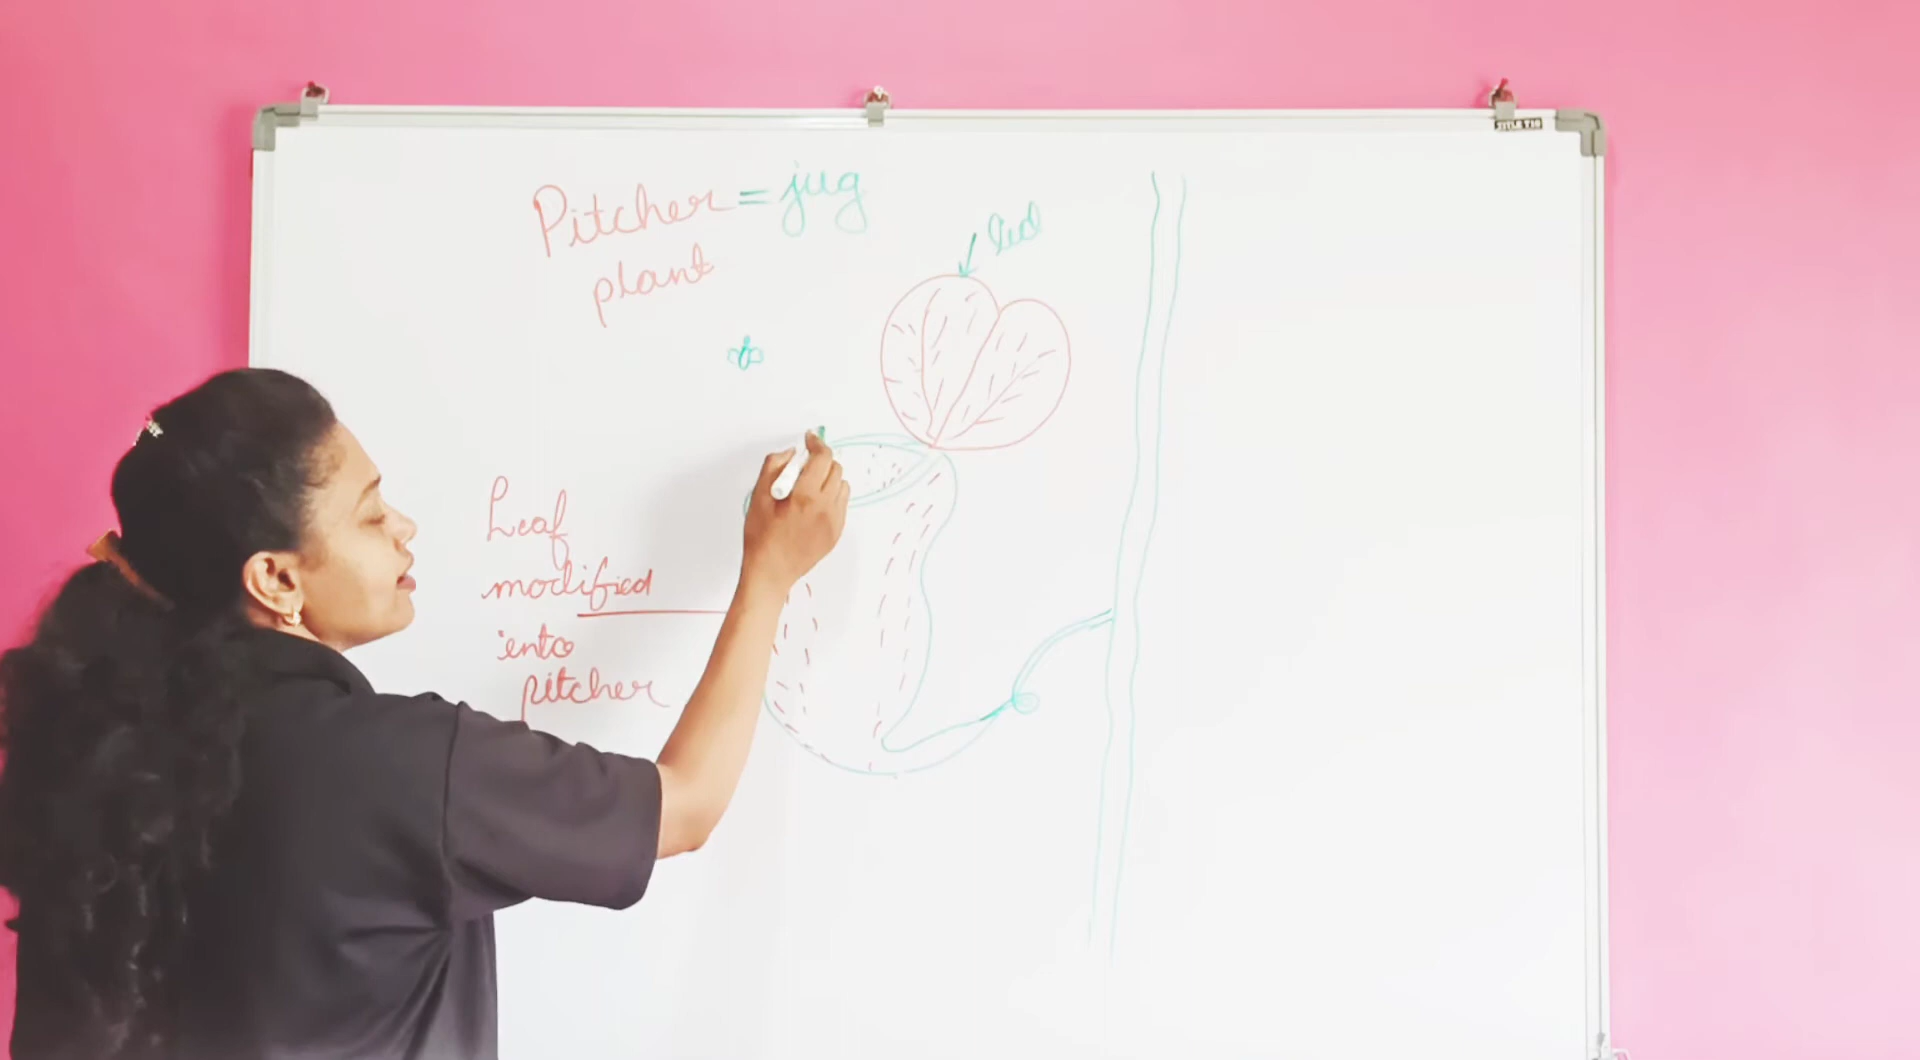 Pitcher = jug
plant
lid
Leaf
modified
into
pitcher